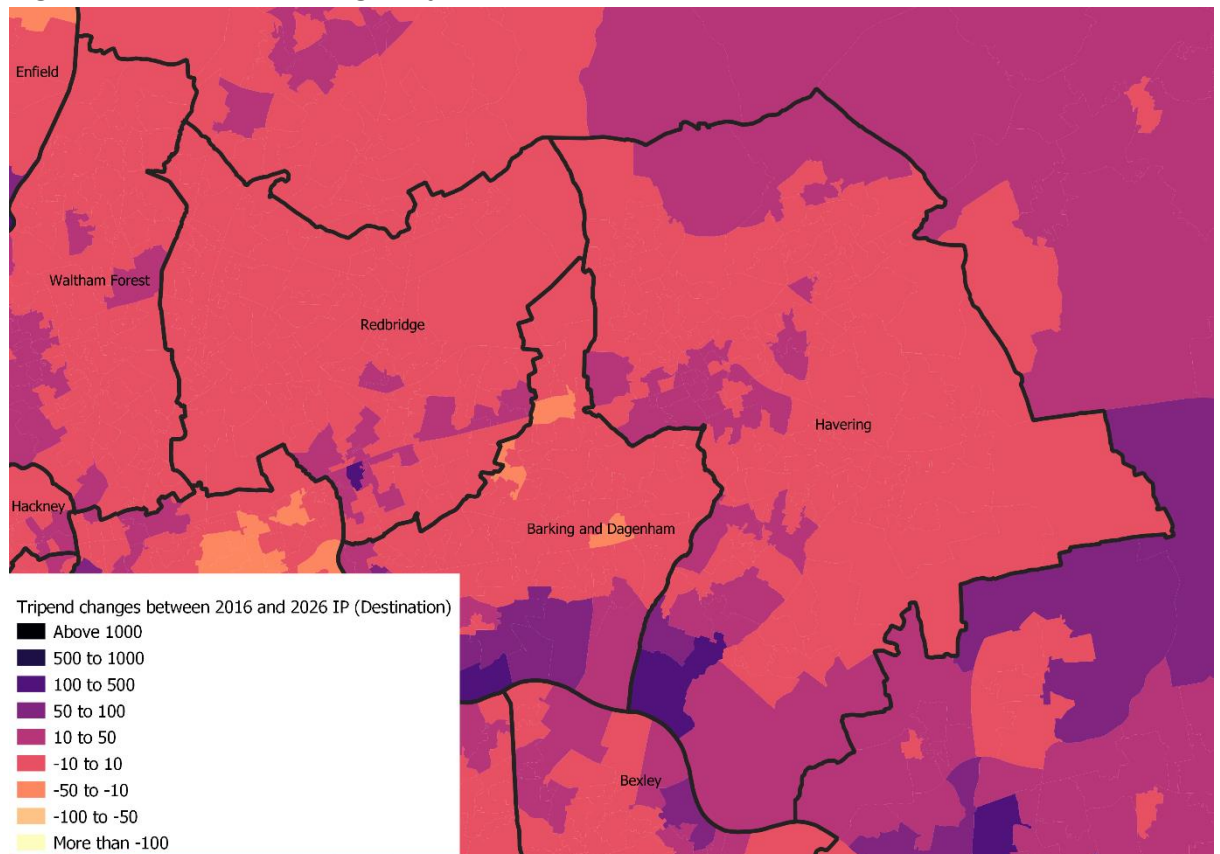 Enfield
Waltham Forest
Redbridge
Havering
Hackney
Barking and Dagenham
Bexley
Tripend changes between 2016 and 2026 IP (Destination)
Above 1000
500 to 1000
100 to 500
50 to 100
10 to 50
-10 to 10
-50 to -10
-100 to -50
More than -100